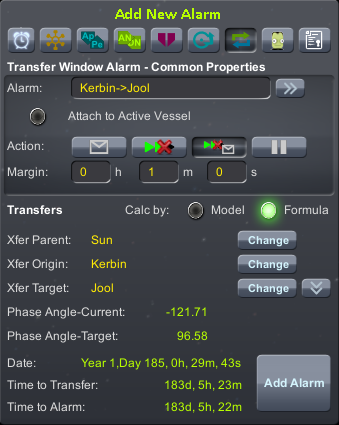 Add New Alarm
Ap Pe AN DN
Transfer Window Alarm - Common Properties
Alarm: Kerbin->Jool
Attach to Active Vessel
Action:
Margin: 0 h 1 m 0 s
Transfers Calc by: Model Formula
Xfer Parent: Sun Change
Xfer Origin: Kerbin Change
Xfer Target: Jool Change
Phase Angle-Current: -121.71
Phase Angle-Target: 96.58
Date: Year 1,Day 185, 0h, 29m, 43s
Time to Transfer: 183d, 5h, 23m
Add Alarm
Time to Alarm: 183d, 5h, 22m